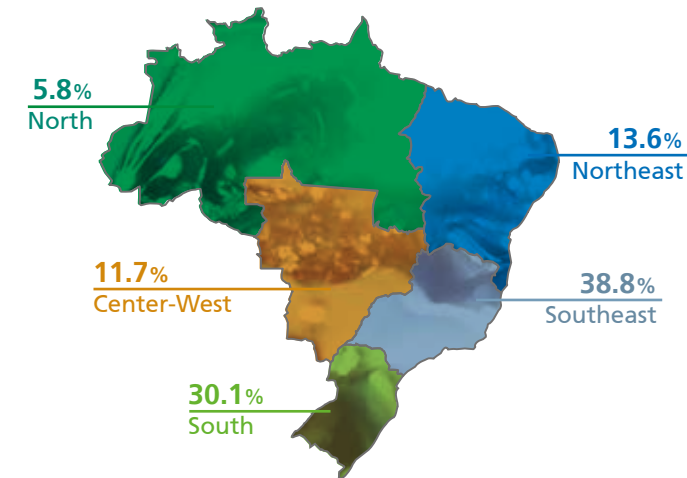 5.8%
North
13.6%
Northeast
11.7%
Center-West
38.8%
Southeast
30.1%
South